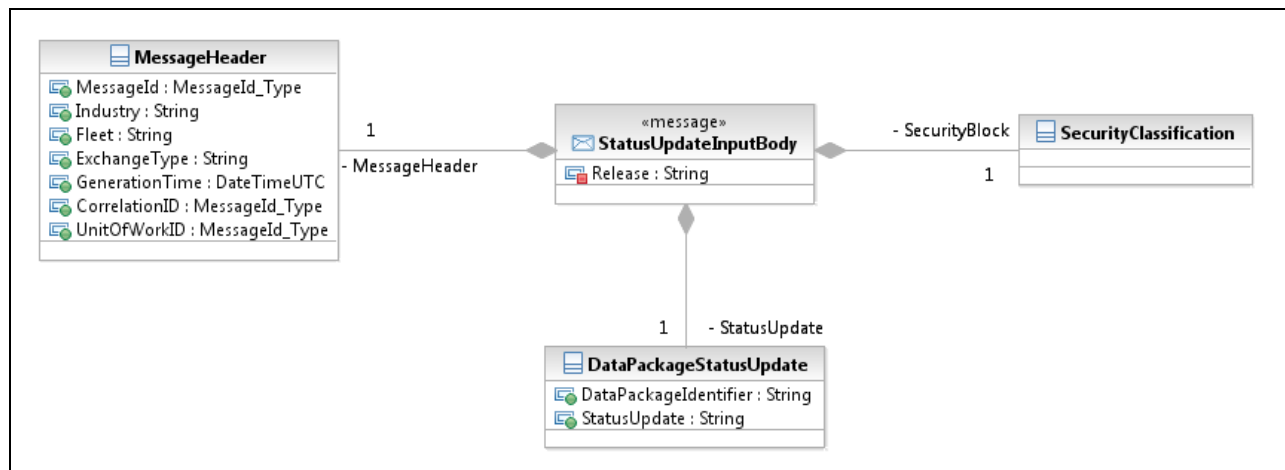 MessageHeader
MessageId : MessageId_Type
Industry : String
Fleet : String
ExchangeType : String
GenerationTime : DateTimeUTC
CorrelationID : MessageId_Type
UnitOfWorkID : MessageId_Type
1
- MessageHeader
«message»
StatusUpdateInputBody
Release : String
- SecurityBlock
1
SecurityClassification
1
- StatusUpdate
DataPackageStatusUpdate
DataPackageIdentifier : String
StatusUpdate : String